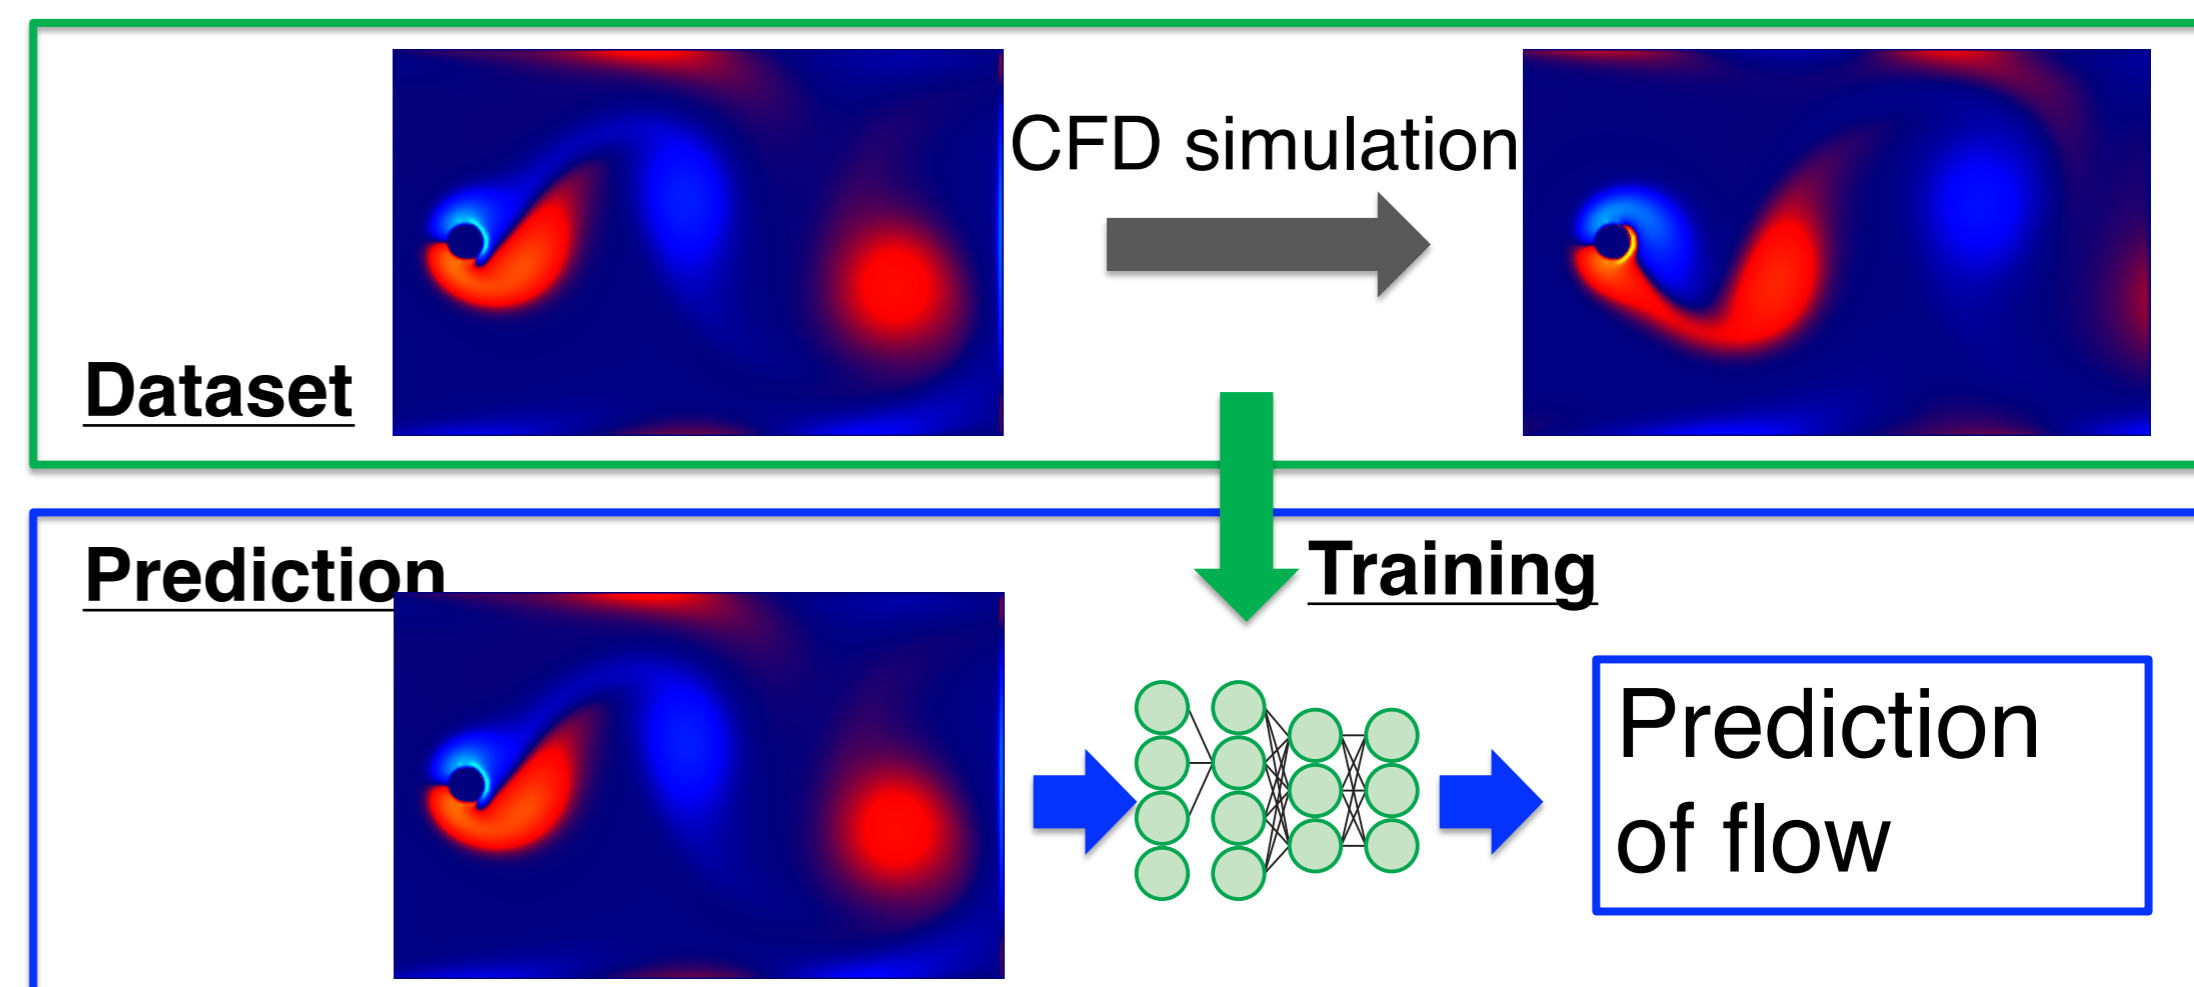 CFD simulation
Dataset
Prediction
Training
Prediction
of flow